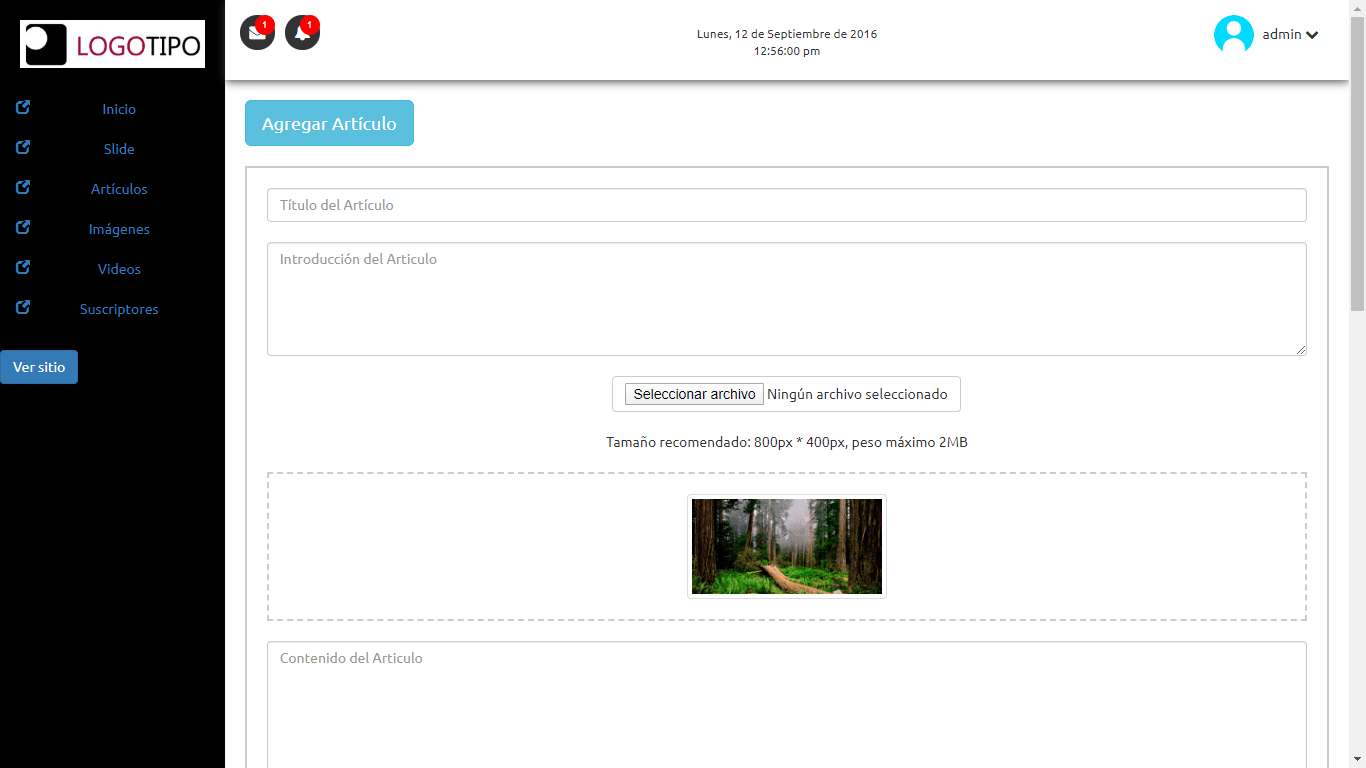 LOGOTIPO
Inicio
Slide
Artículos
Imágenes
Videos
Suscriptores
Ver sitio
1
1
Lunes, 12 de Septiembre de 2016
12:56:00 pm
admin
Agregar Artículo
Título del Artículo
Introducción del Articulo
Seleccionar archivo Ningún archivo seleccionado
Tamaño recomendado: 800px * 400px, peso máximo 2MB
Contenido del Articulo